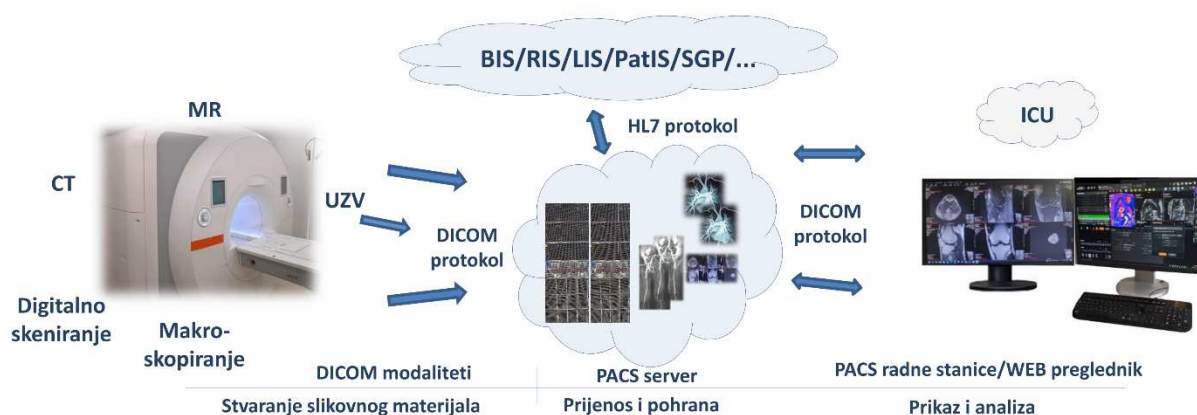 BIS/RIS/LIS/PatIS/SGP/...
MR
HL7 protokol
ICU
CT
UZV
DICOM
protokol
DICOM
protokol
Digitalno
skeniranje
Makro-
skopiranje
DICOM modaliteti
PACS server
PACS radne stanice/WEB preglednik
Stvaranje slikovnog materijala
Prijenos i pohrana
Prikaz i analiza